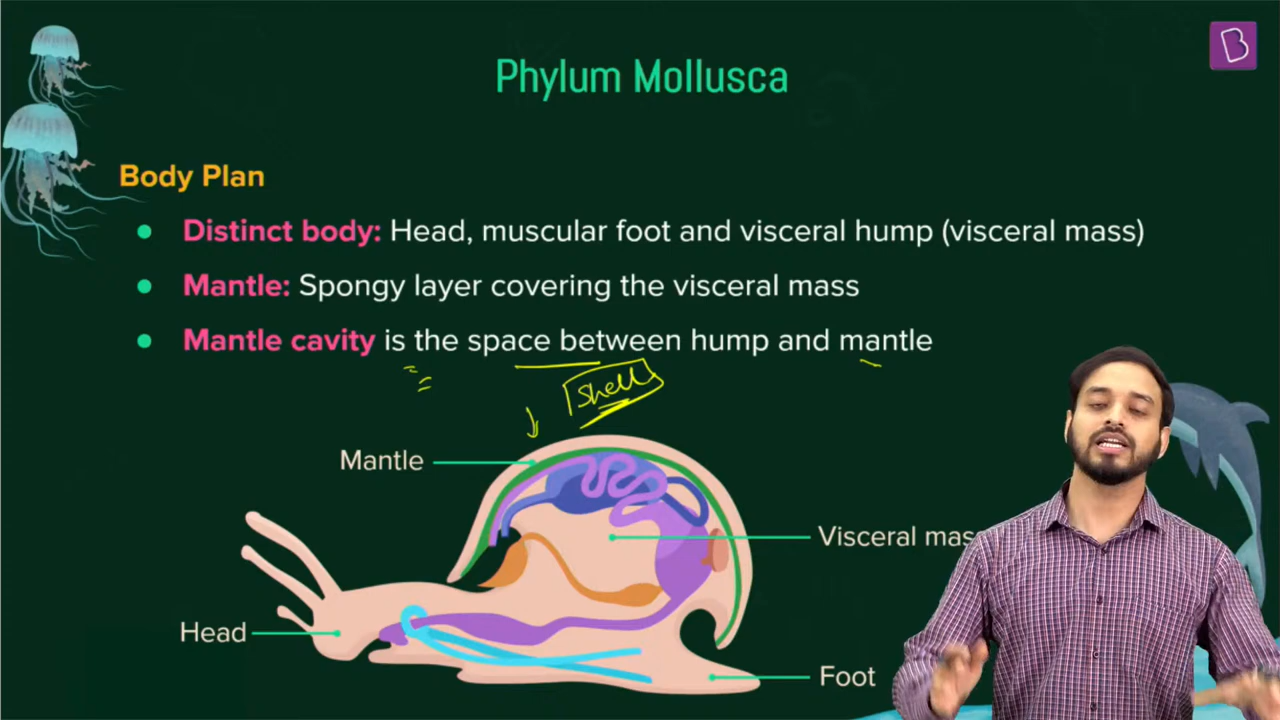 Phylum Mollusca
Body Plan
Distinct body: Head, muscular foot and visceral hump (visceral mass)
Mantle: Spongy layer covering the visceral mass
Mantle cavity is the space between hump and mantle
Shell
Mantle
Visceral mas
Head
Foot